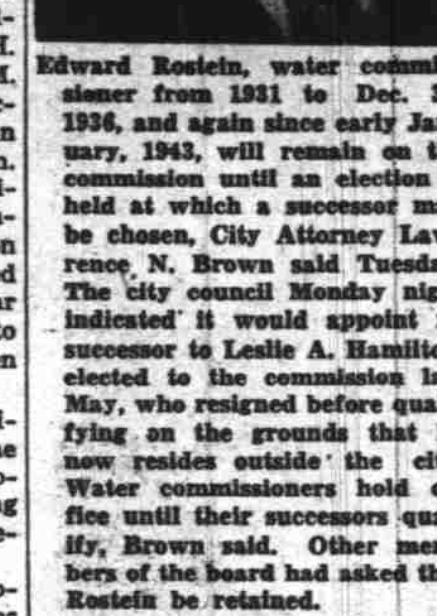 Edward Rostein, water commi
sioner from 1931 to Dec. 3
1936, and again since early Ja
uary, 1943, will remain on t
commission until an election
held at which a successor m
be chosen, City Attorney Law
rence N. Brown said Tuesda
The city council Monday nig
indicated it would appoint
successor to Leslie A. Hamilto
elected to the commission la
May, who resigned before qua
fying on the grounds that
now resides outside the ci
Water commissioners hold o
fice until their successors qua
ify, Brown said. Other mem
bers of the board had asked th
Rostein be retained.